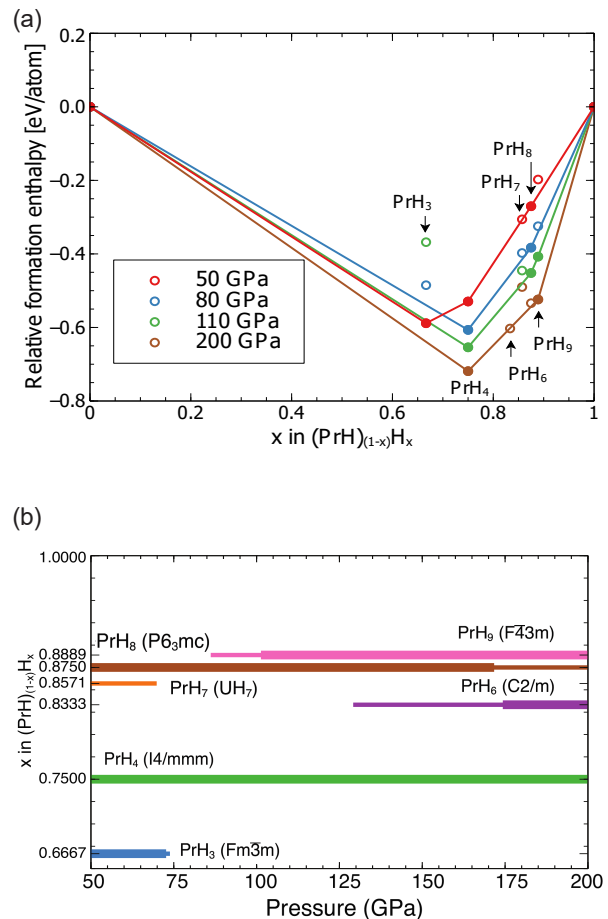 (a)
Relative formation enthalpy [eV/atom]
0.2
0.0
−0.2
−0.4
−0.6
−0.8
PrH₈
PrH₇
PrH₃
50 GPa
80 GPa
110 GPa
200 GPa
PrH₉
PrH₆
PrH₄
0 0.2 0.4 0.6 0.8 1
x in (PrH)₍₁₋ₓ₎Hₓ
(b)
x in (PrH)₍₁₋ₓ₎Hₓ
1.0000
0.8889
0.8750
0.8571
0.8333
0.7500
0.6667
PrH₈ (P6₃mc)
PrH₉ (F4̅3m)
PrH₇ (UH₇)
PrH₆ (C2/m)
PrH₄ (I4/mmm)
PrH₃ (Fm3̅m)
50 75 100 125 150 175 200
Pressure (GPa)